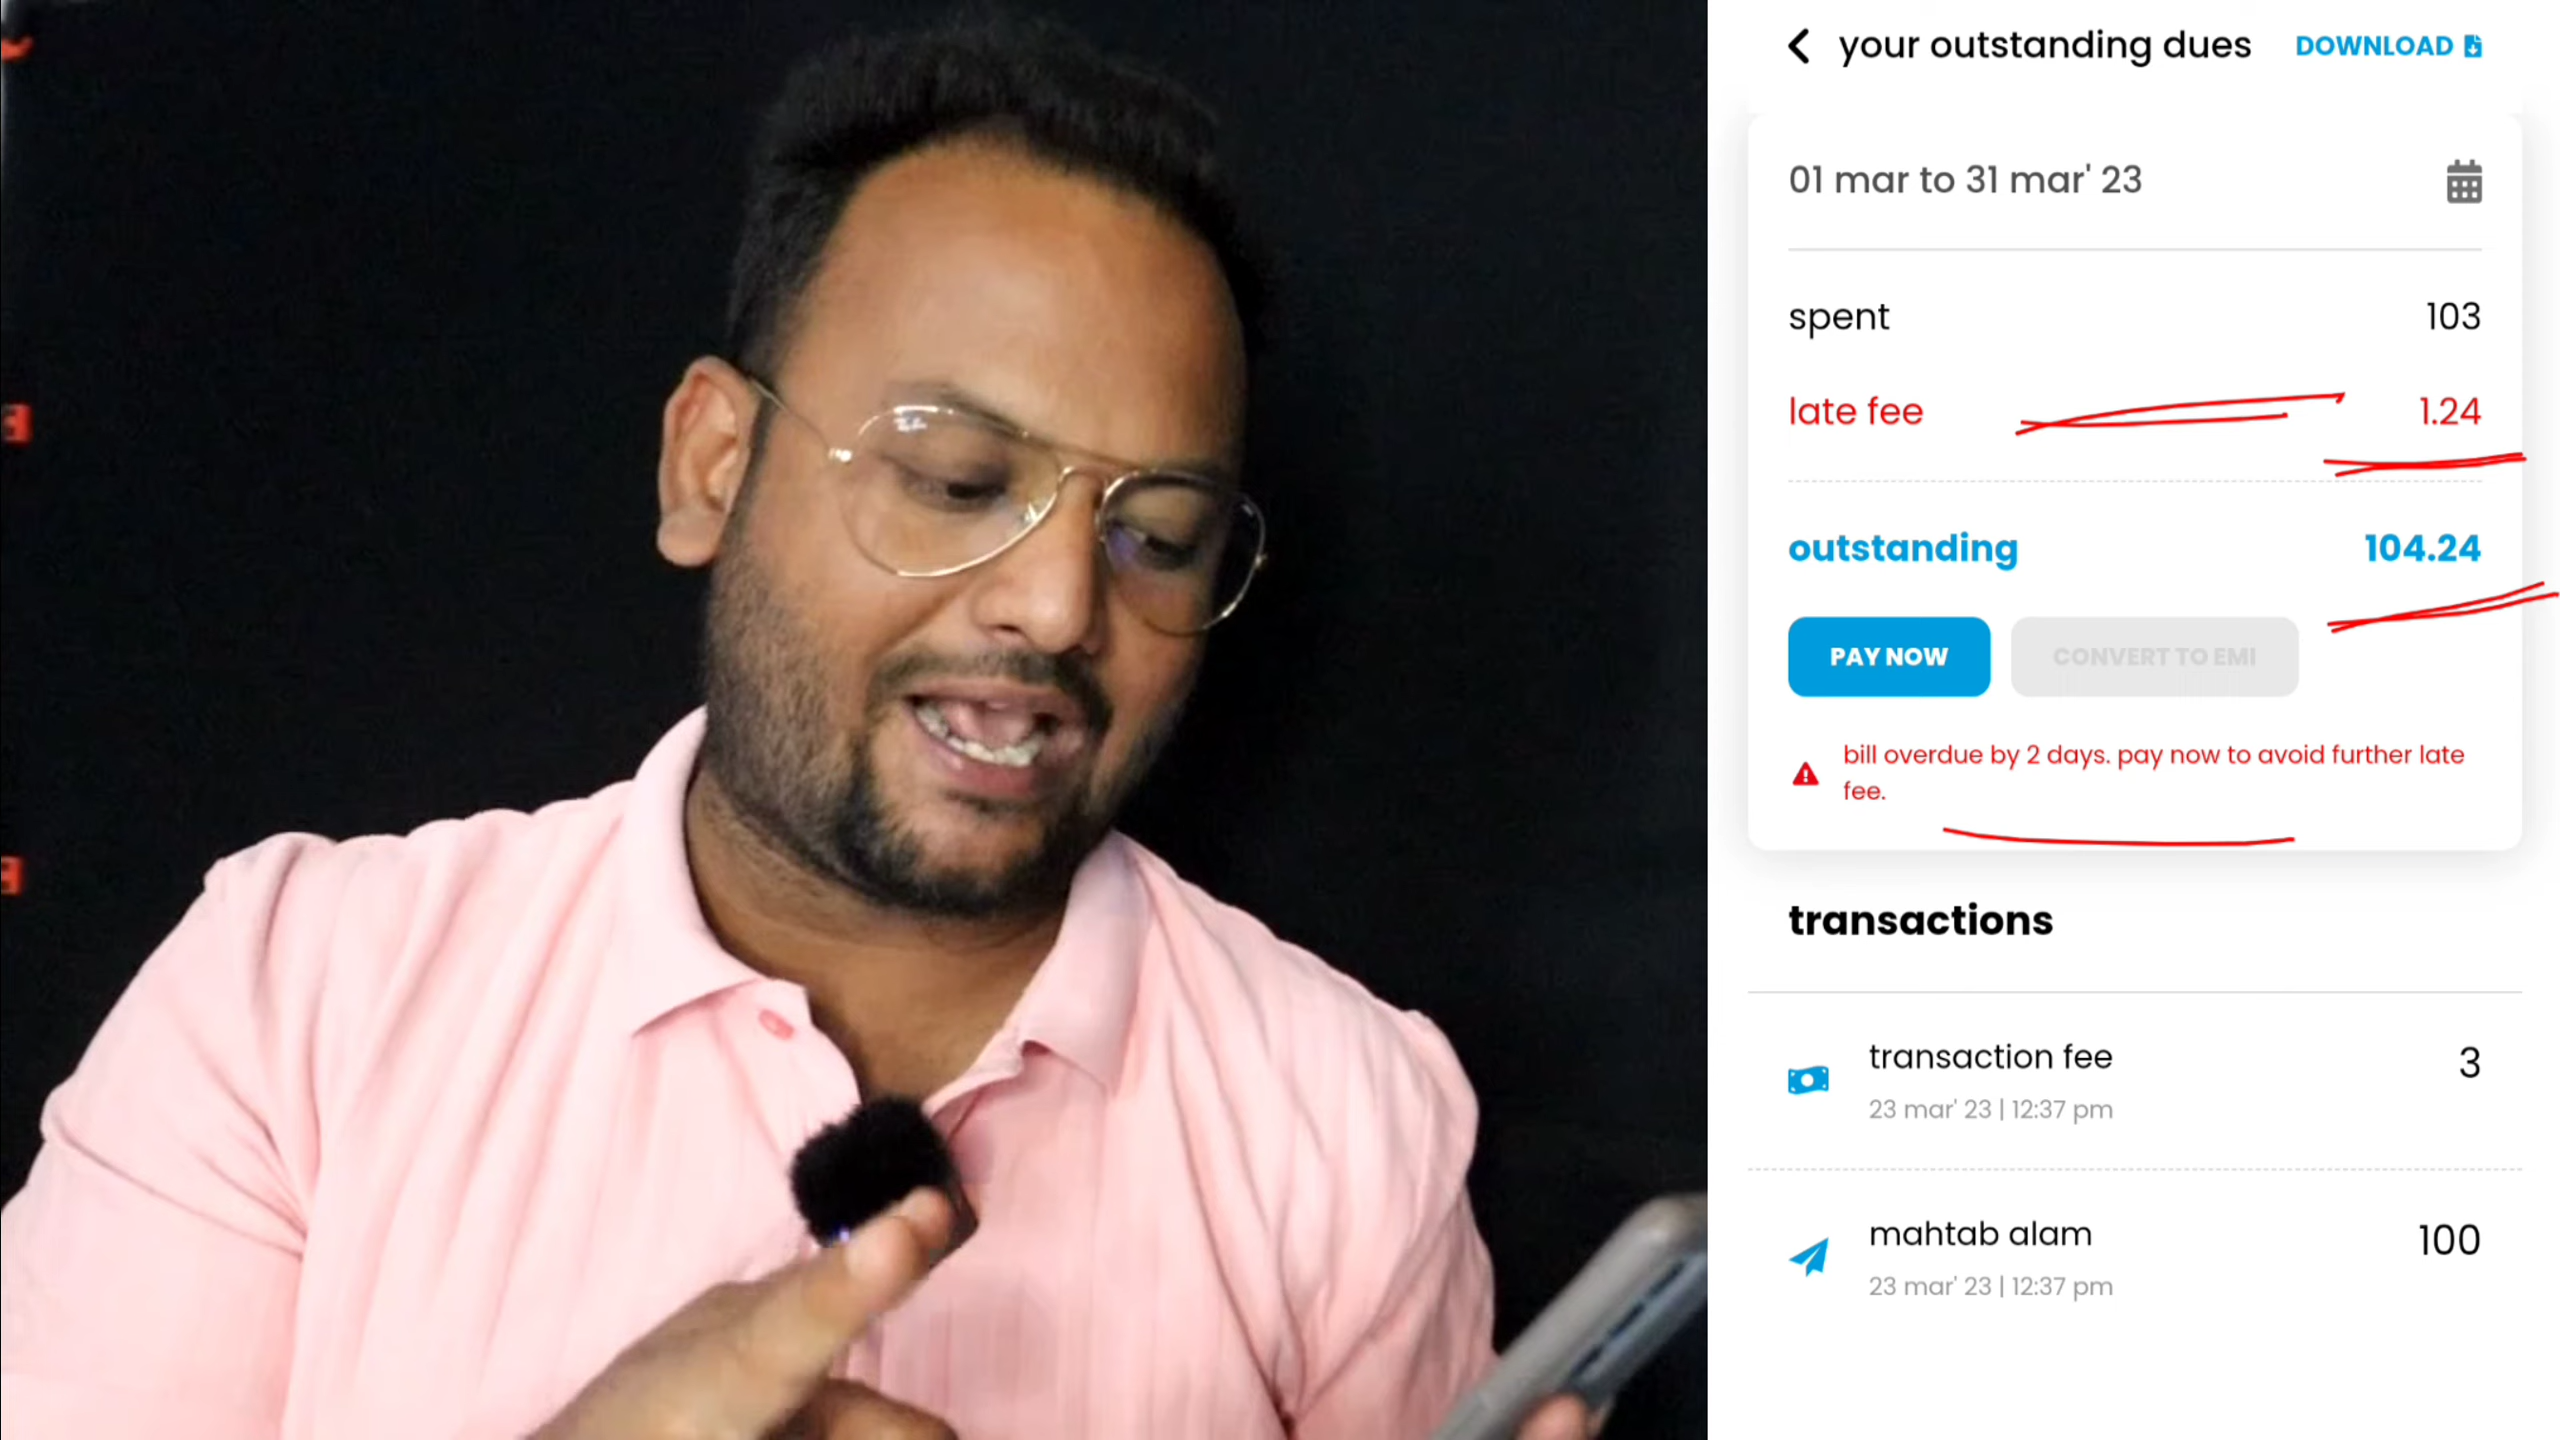 your outstanding dues DOWNLOAD
01 mar to 31 mar' 23
spent 103
late fee 1.24
outstanding 104.24
PAY NOW CONVERT TO EMI
bill overdue by 2 days. pay now to avoid further late
fee.
transactions
transaction fee 3
23 mar' 23 | 12:37 pm
mahtab alam 100
23 mar' 23 | 12:37 pm